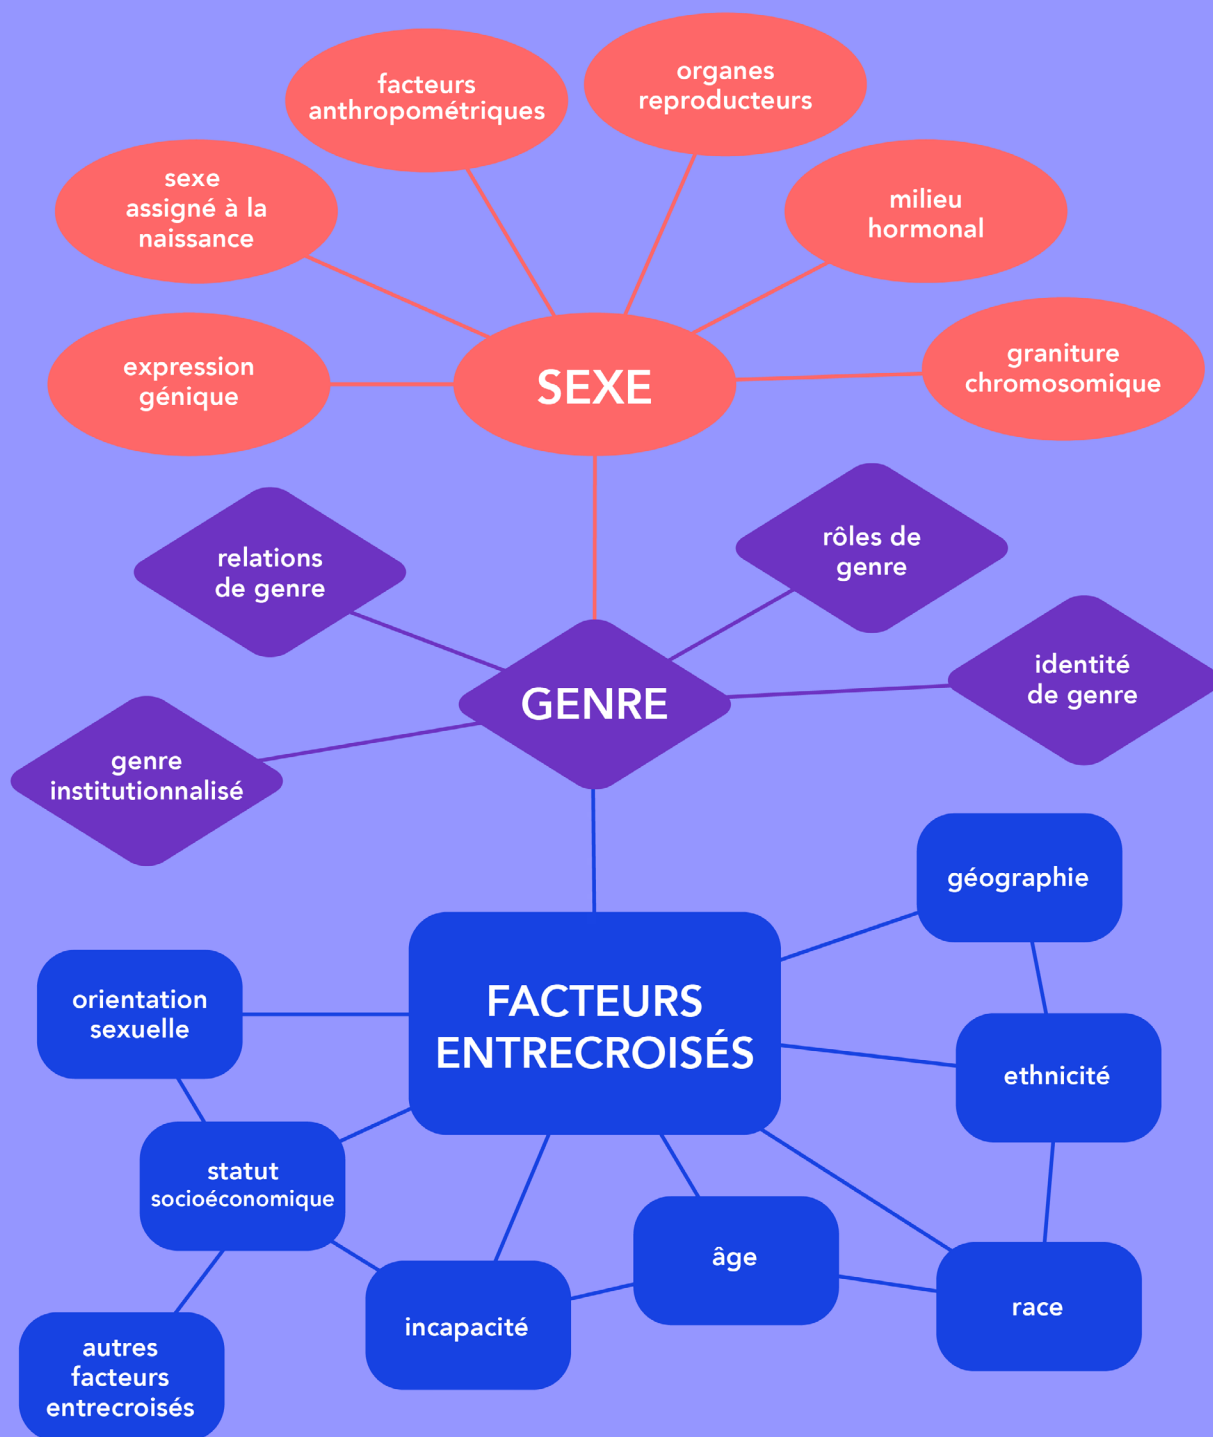 facteurs
anthropométriques
organes
reproducteurs
sexe
assigné à la
naissance
milieu
hormonal
expression
génique
SEXE
graniture
chromosomique
relations
de genre
rôles de
genre
GENRE
identité
de genre
genre
institutionnalisé
géographie
orientation
sexuelle
FACTEURS
ENTRECROISÉS
ethnicité
statut
socioéconomique
âge
incapacité
race
autres
facteurs
entrecroisés